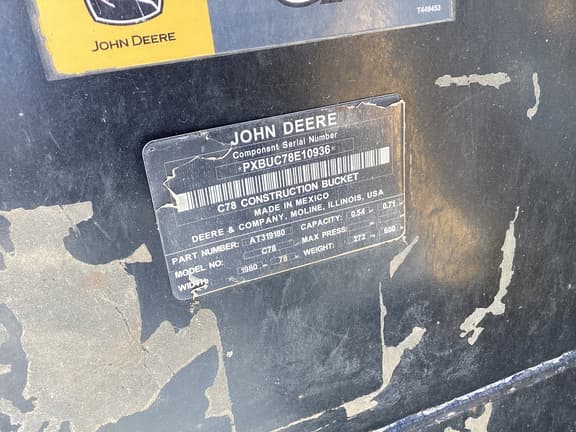 JOHN DEERE
T449453
JOHN DEERE
Component Serial Number
*PXBUC78E10936*
C78 CONSTRUCTION BUCKET
MADE IN MEXICO
DEERE & COMPANY, MOLINE, ILLINOIS, USA
PART NUMBER: AT319180 CAPACITY: 0.54 0.71
MODEL NO: C78 MAX PRESS:
WIDTH: 1980 78 WEIGHT: 272 600